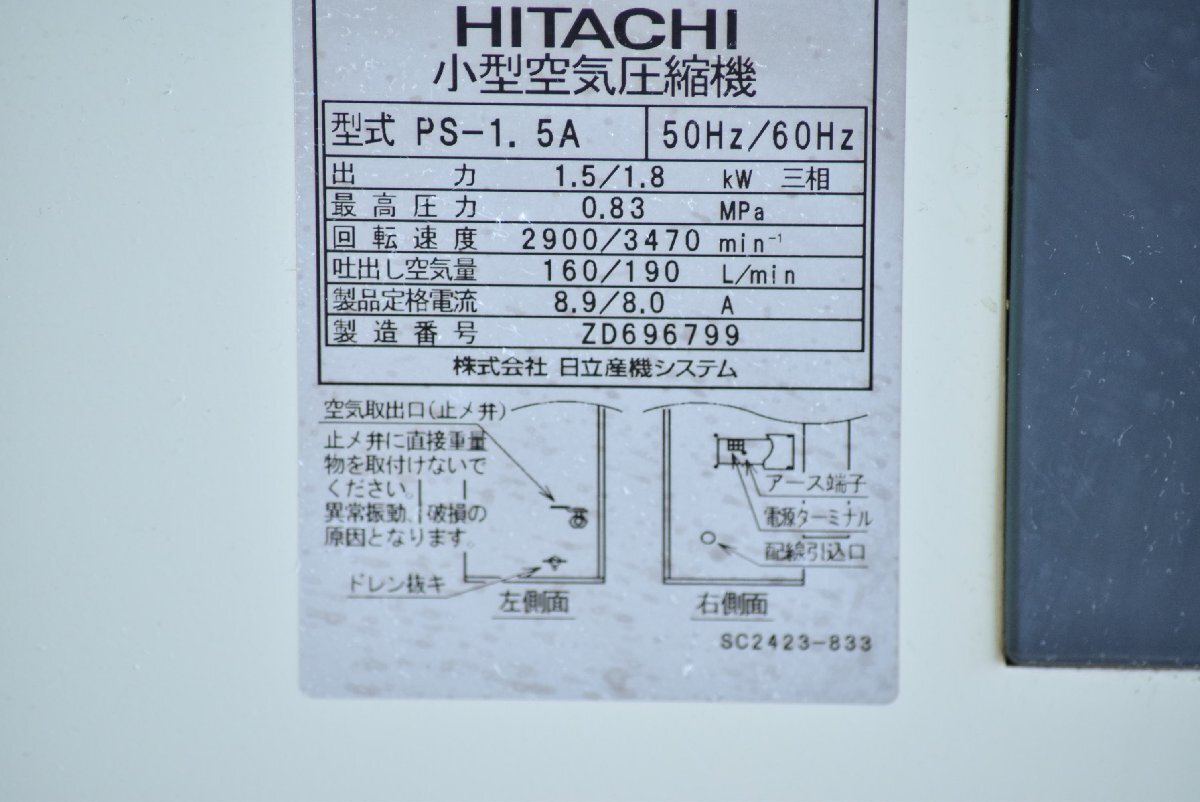 HITACHI
小型空気圧縮機
型式 PS-1.5A 50Hz/60Hz
出力 1.5/1.8 kW 三相
最高圧力 0.83 MPa
回転速度 2900/3470 min⁻¹
吐出し空気量 160/190 L/min
製品定格電流 8.9/8.0 A
製造番号 ZD696799
株式会社 日立産機システム
空気取出口(止メ弁)
止メ弁に直接重量
物を取付けないで
ください。
異常振動、破損の
原因となります。
ドレン抜キ
左側面
アース端子
電源ターミナル
配線引込口
右側面
SC2423-833